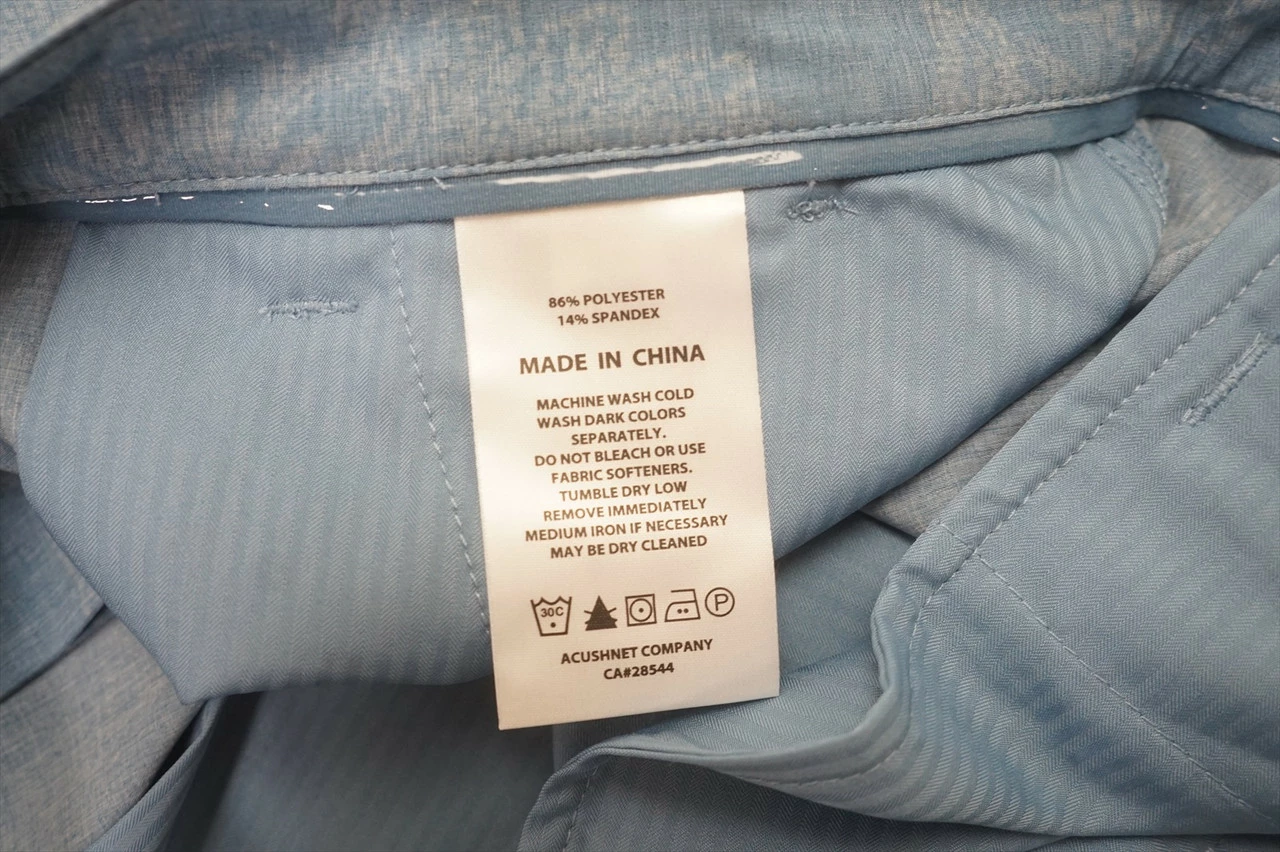 86% POLYESTER
14% SPANDEX
MADE IN CHINA
MACHINE WASH COLD
WASH DARK COLORS
SEPARATELY.
DO NOT BLEACH OR USE
FABRIC SOFTENERS.
TUMBLE DRY LOW
REMOVE IMMEDIATELY
MEDIUM IRON IF NECESSARY
MAY BE DRY CLEANED
30C P
ACUSHNET COMPANY
CA#28544